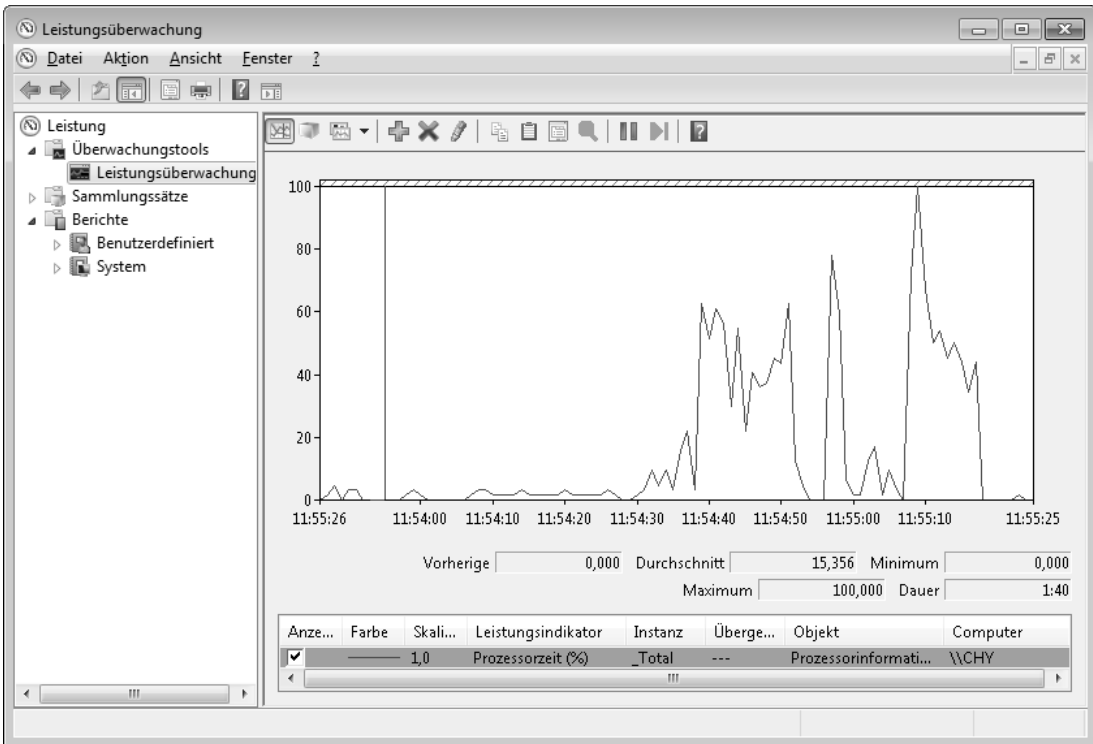 Leistungsüberwachung
Datei Aktion Ansicht Fenster ?
Leistung
Überwachungstools
Leistungsüberwachung
Sammlungssätze
Berichte
Benutzerdefiniert
System
100
80
60
40
20
0
11:55:26 11:54:00 11:54:10 11:54:20 11:54:30 11:54:40 11:54:50 11:55:00 11:55:10 11:55:25
Vorherige 0,000 Durchschnitt 15,356 Minimum 0,000
Maximum 100,000 Dauer 1:40
Anze... Farbe Skali... Leistungsindikator Instanz Überge... Objekt Computer
1,0 Prozessorzeit (%) _Total --- Prozessorinformati... \\CHY